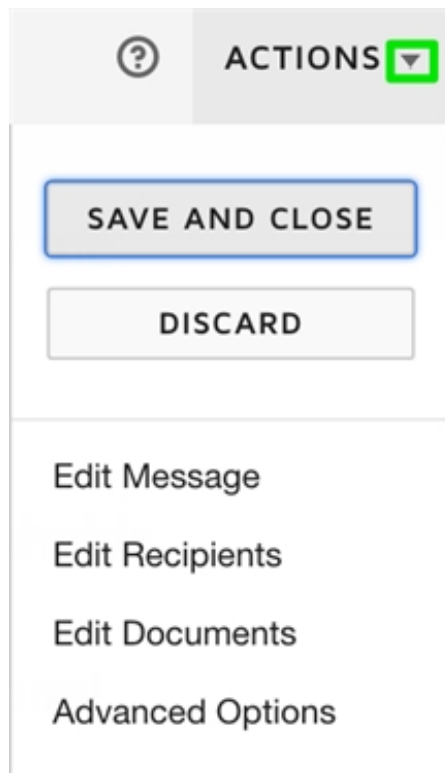 ACTIONS
SAVE AND CLOSE
DISCARD
Edit Message
Edit Recipients
Edit Documents
Advanced Options